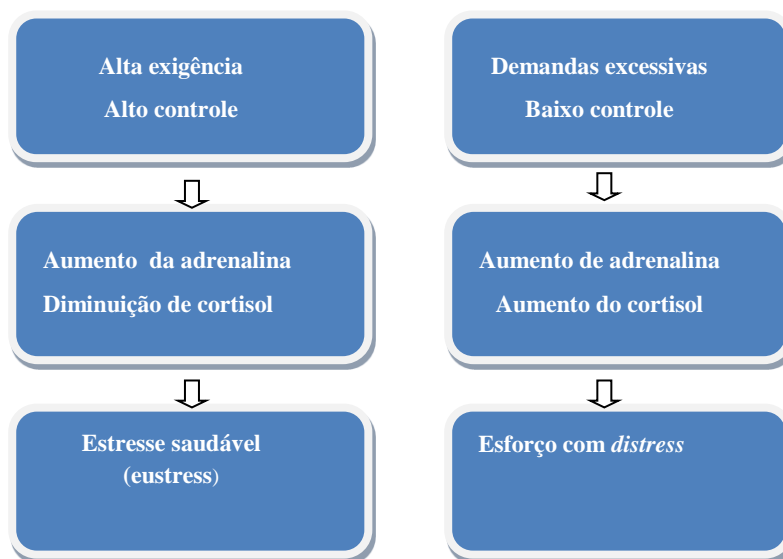 Alta exigência
Alto controle
Demandas excessivas
Baixo controle
Aumento da adrenalina
Diminuição de cortisol
Aumento de adrenalina
Aumento do cortisol
Estresse saudável
(eustress)
Esforço com distress